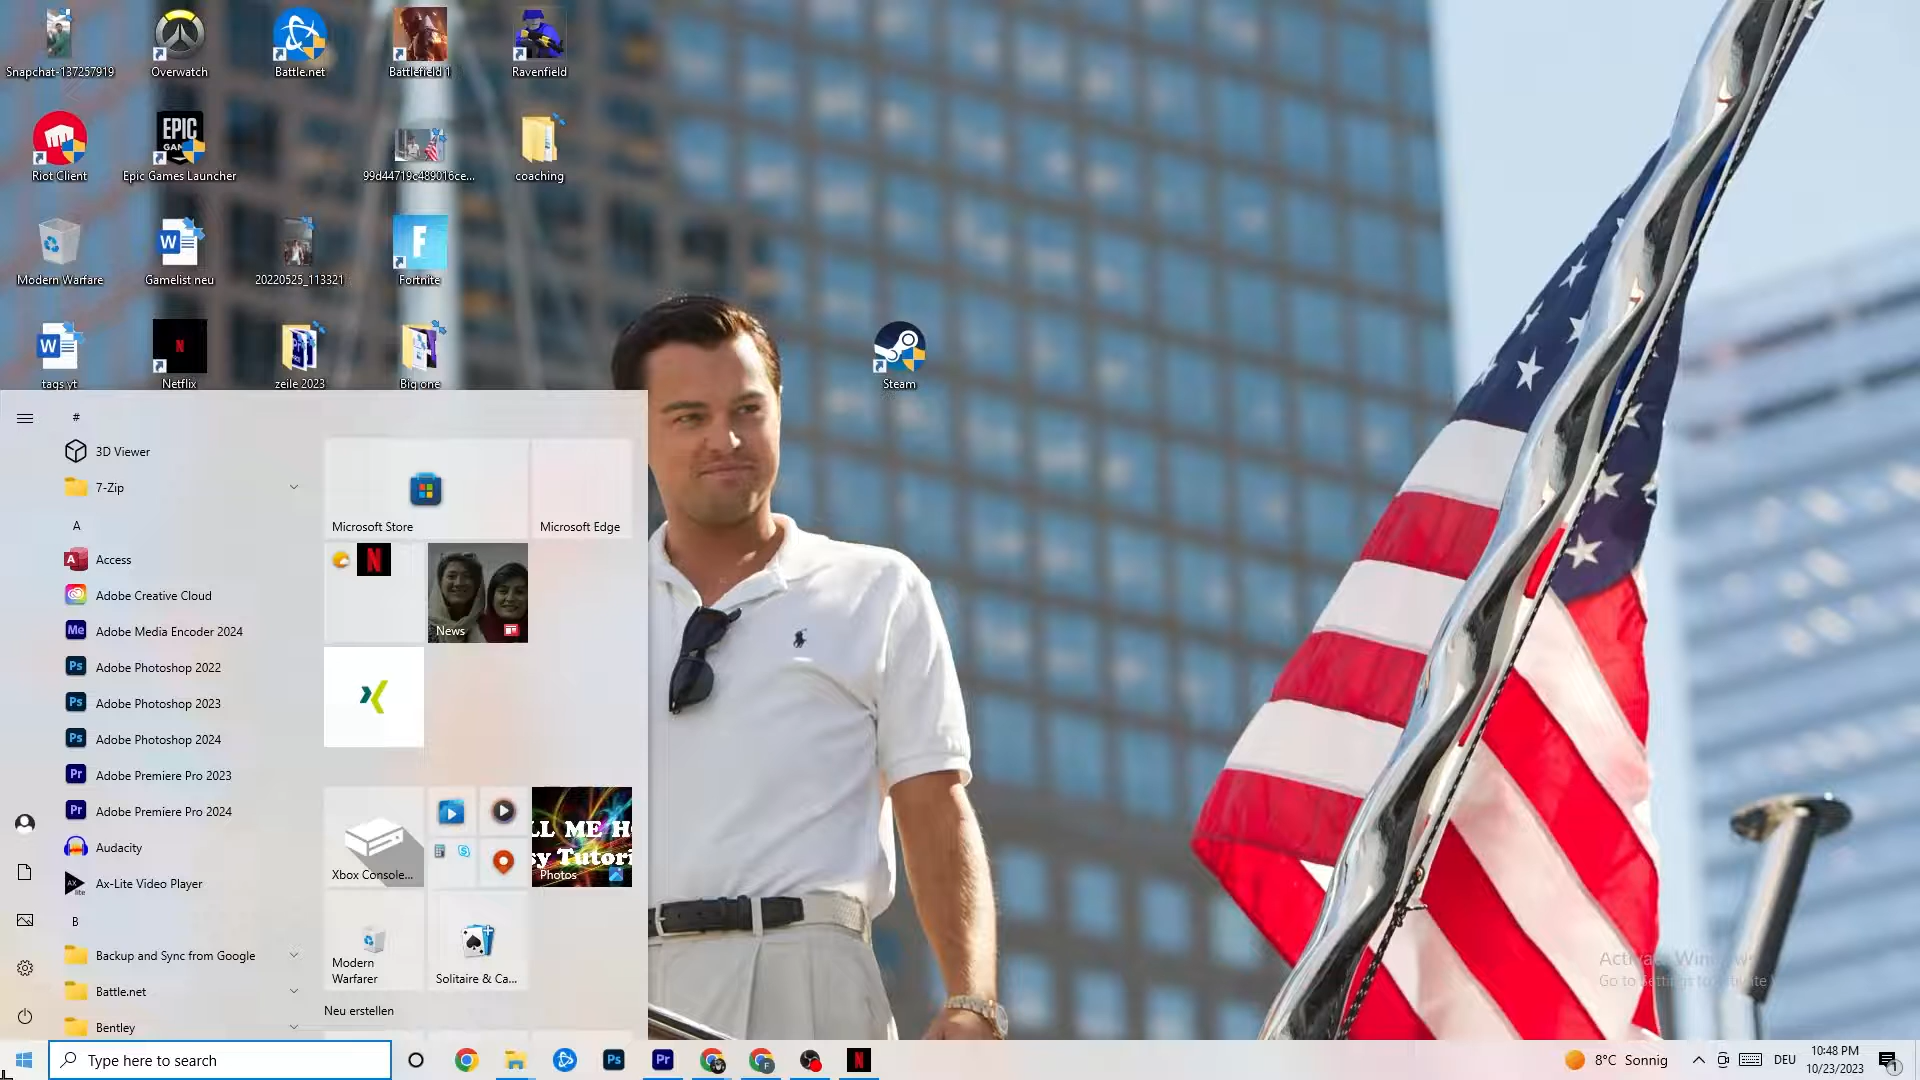 Snapchat-137257919
Overwatch
Battle.net
Battlefield 1
Ravenfield
EPIC
GAM
Riot Client
Epic Games Launcher
99d44719c489016ce...
coaching
Modern Warfare
Gamelist neu
20220525_113321
Fortnite
tags yt
Netflix
zeile 2023
Big one
Steam
#
3D Viewer
7-Zip
A
Access
Adobe Creative Cloud
Adobe Media Encoder 2024
Adobe Photoshop 2022
Adobe Photoshop 2023
Adobe Photoshop 2024
Adobe Premiere Pro 2023
Adobe Premiere Pro 2024
Audacity
Ax-Lite Video Player
B
Backup and Sync from Google
Battle.net
Bentley
Microsoft Store
Microsoft Edge
News
Xbox Console...
LL ME H
sy Tutori
Photos
Modern
Warfarer
Solitaire & Ca...
Neu erstellen
Activate Windows
Go to Settings to activate W
Type here to search
8°C Sonnig
DEU
10:48 PM
10/23/2023
1